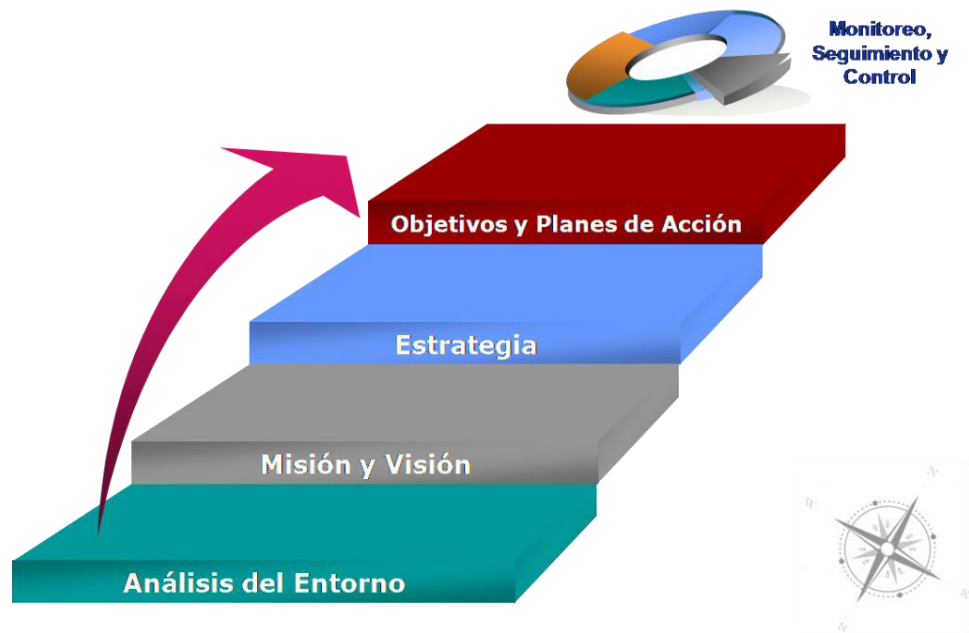 Monitoreo,
Seguimiento y
Control
Objetivos y Planes de Acción
Estrategia
Misión y Visión
Análisis del Entorno
N
W
E
S